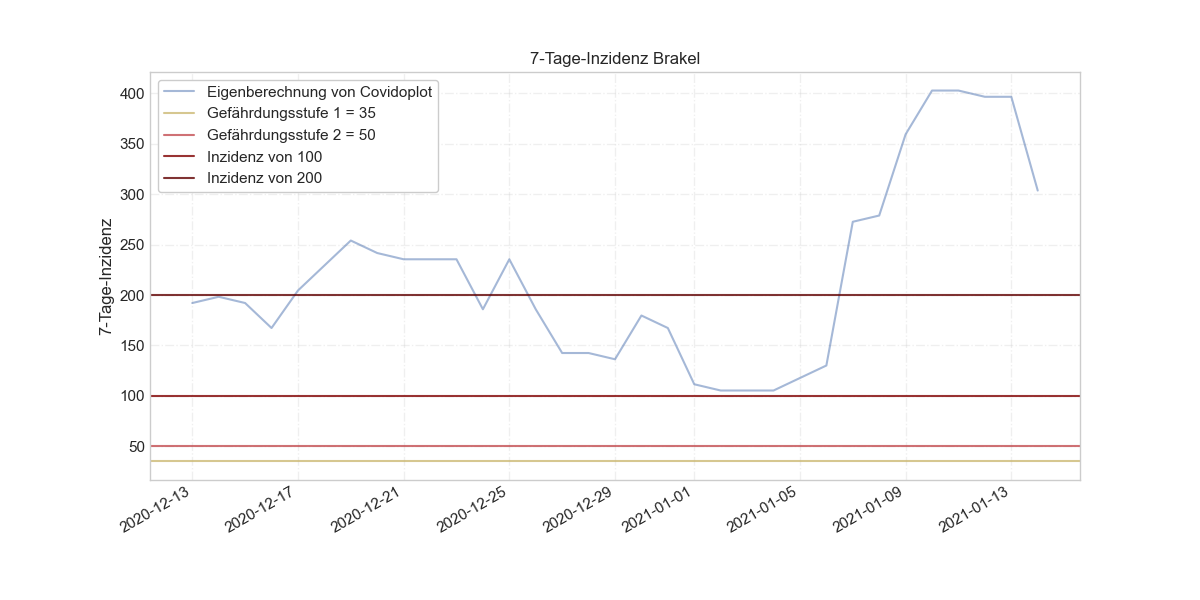 7-Tage-Inzidenz Brakel
Eigenberechnung von Covidoplot
Gefährdungsstufe 1 = 35
Gefährdungsstufe 2 = 50
Inzidenz von 100
Inzidenz von 200
7-Tage-Inzidenz
400
350
300
250
200
150
100
50
2020-12-13
2020-12-17
2020-12-21
2020-12-25
2020-12-29
2021-01-01
2021-01-05
2021-01-09
2021-01-13